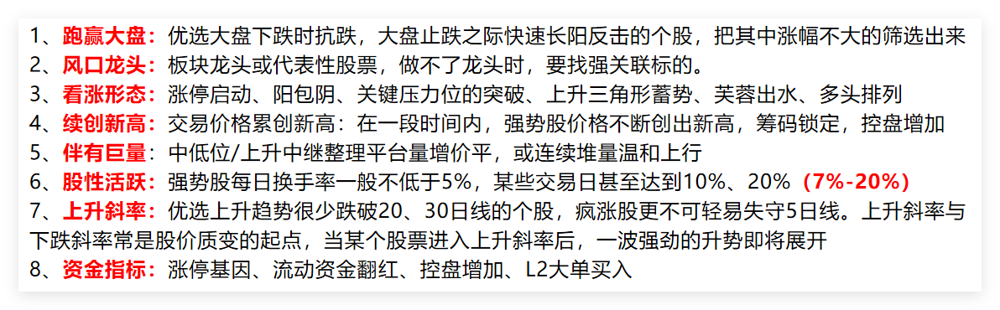 1、跑赢大盘：优选大盘下跌时抗跌，大盘止跌之际快速长阳反击的个股，把其中涨幅不大的筛选出来
2、风口龙头：板块龙头或代表性股票，做不了龙头时，要找强关联标的。
3、看涨形态：涨停启动、阳包阴、关键压力位的突破、上升三角形蓄势、芙蓉出水、多头排列
4、续创新高：交易价格累创新高：在一段时间内，强势股价格不断创出新高，筹码锁定，控盘增加
5、伴有巨量：中低位/上升中继整理平台量增价平，或连续堆量温和上行
6、股性活跃：强势股每日换手率一般不低于5%，某些交易日甚至达到10%、20%（7%-20%）
7、上升斜率：优选上升趋势很少跌破20、30日线的个股，疯涨股更不可轻易失守5日线。上升斜率与
下跌斜率常是股价质变的起点，当某个股票进入上升斜率后，一波强劲的升势即将展开
8、资金指标：涨停基因、流动资金翻红、控盘增加、L2大单买入